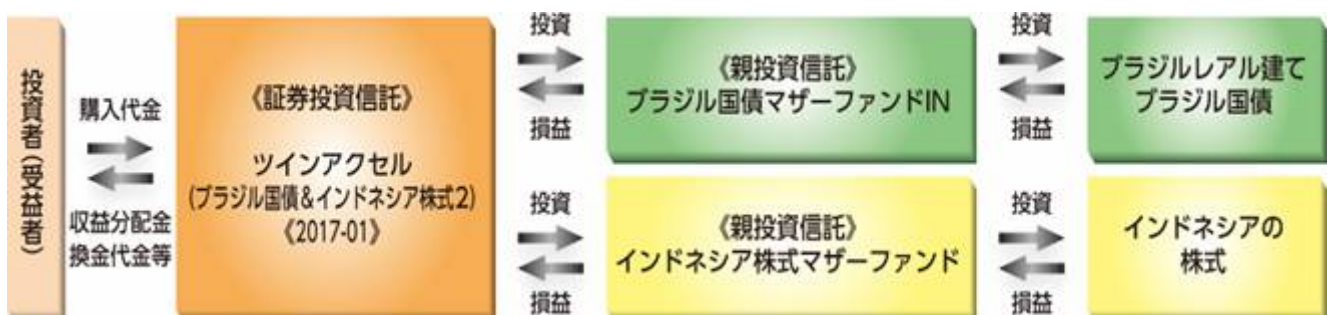 投資者(受益者)
購入代金
収益分配金
換金代金等
《証券投資信託》
ツインアクセル
(ブラジル国債&インドネシア株式2)
《2017-01》
投資
損益
《親投資信託》
ブラジル国債マザーファンドIN
投資
損益
ブラジルレアル建て
ブラジル国債
投資
損益
《親投資信託》
インドネシア株式マザーファンド
投資
損益
インドネシアの
株式